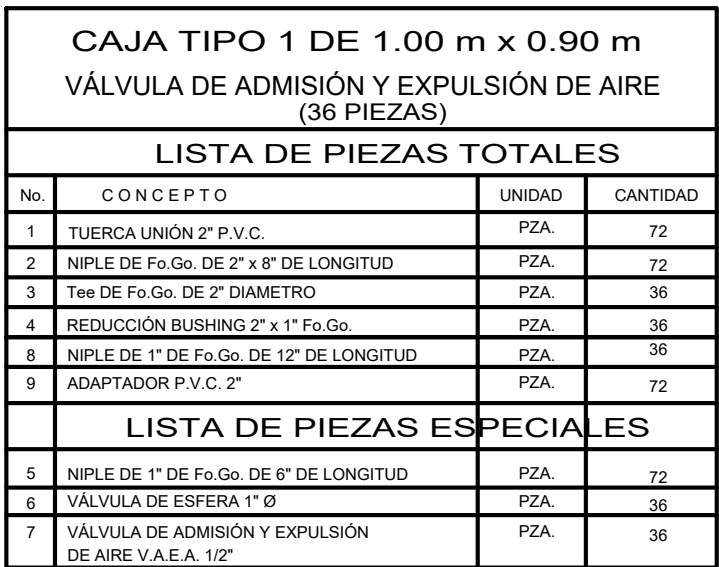 CAJA TIPO 1 DE 1.00 m x 0.90 m
VÁLVULA DE ADMISIÓN Y EXPULSIÓN DE AIRE
(36 PIEZAS)
LISTA DE PIEZAS TOTALES
No. CONCEPTO UNIDAD CANTIDAD
1 TUERCA UNIÓN 2" P.V.C. PZA. 72
2 NIPLE DE Fo.Go. DE 2" x 8" DE LONGITUD PZA. 72
3 Tee DE Fo.Go. DE 2" DIAMETRO PZA. 36
4 REDUCCIÓN BUSHING 2" x 1" Fo.Go. PZA. 36
8 NIPLE DE 1" DE Fo.Go. DE 12" DE LONGITUD PZA. 36
9 ADAPTADOR P.V.C. 2" PZA. 72
LISTA DE PIEZAS ESPECIALES
5 NIPLE DE 1" DE Fo.Go. DE 6" DE LONGITUD PZA. 72
6 VÁLVULA DE ESFERA 1" Ø PZA. 36
7 VÁLVULA DE ADMISIÓN Y EXPULSIÓN PZA. 36
DE AIRE V.A.E.A. 1/2"